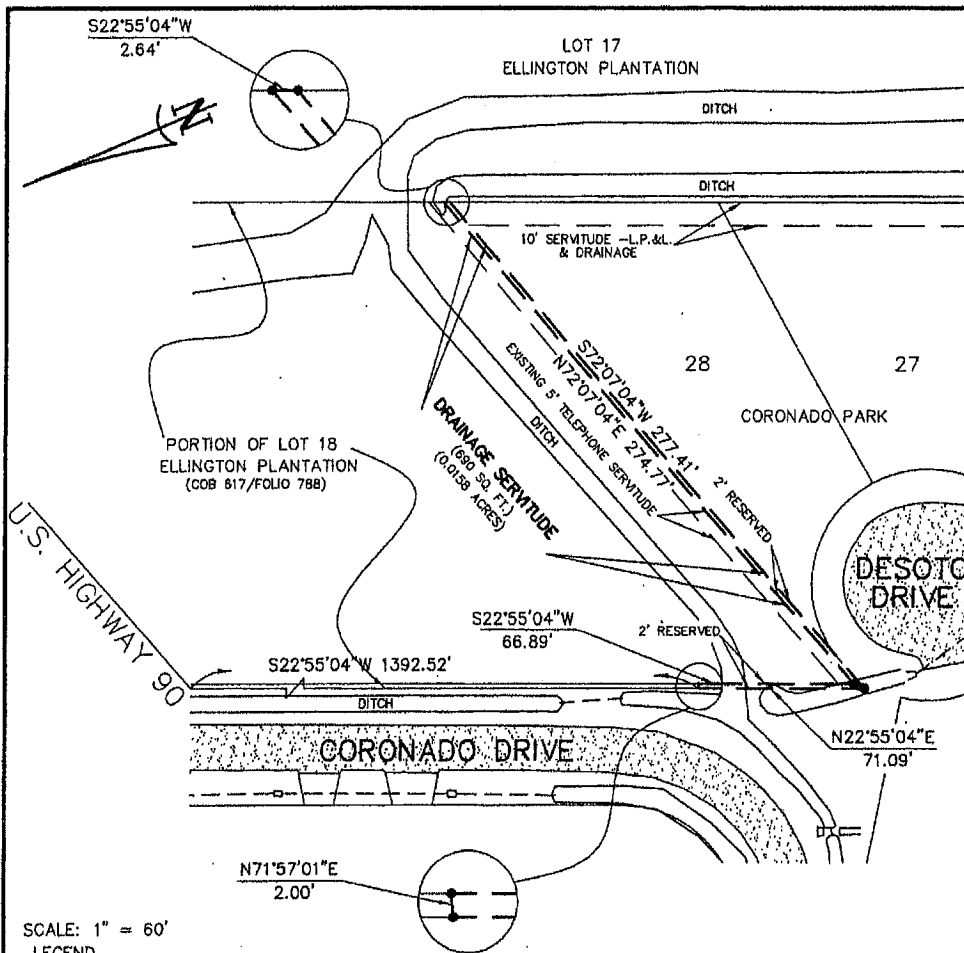 S22°55'04"W
2.64'
LOT 17
ELLINGTON PLANTATION
DITCH
N
DITCH
10' SERVITUDE -L.P.&L.
& DRAINAGE
S72°07'04"W 277.41'
N72°07'04"E 274.77'
EXISTING 5' TELEPHONE SERVITUDE
DITCH
28
27
CORONADO PARK
DRAINAGE SERVITUDE
(690 SQ. FT.)
(0.0158 ACRES)
PORTION OF LOT 18
ELLINGTON PLANTATION
(COB 617/FOLIO 788)
2' RESERVED
U.S. HIGHWAY 90
DESOTO
DRIVE
S22°55'04"W
66.89'
2' RESERVED
S22°55'04"W 1392.52'
DITCH
N22°55'04"E
71.09'
CORONADO DRIVE
N71°57'01"E
2.00'
SCALE: 1" = 60'
LEGEND